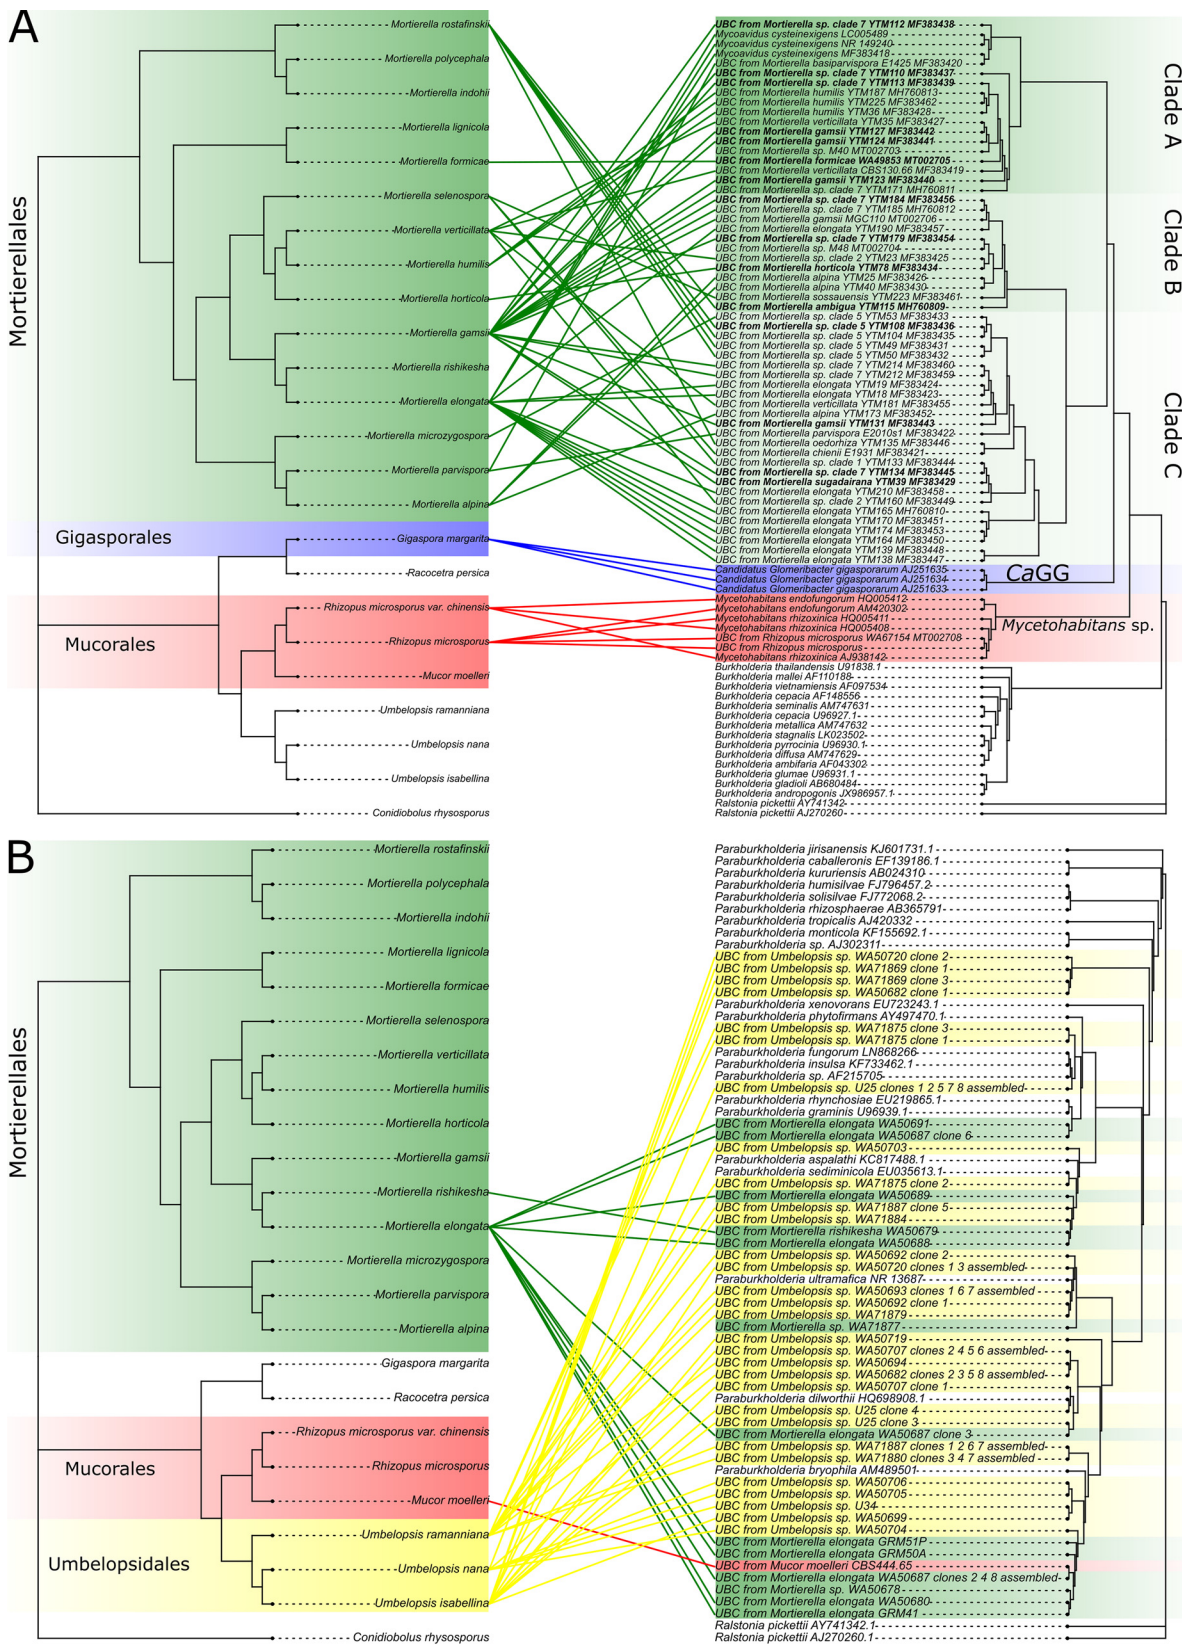 A
Mortierellales
Mortierella rostafinskii
Mortierella polycephala
Mortierella indohii
Mortierella lignicola
Mortierella formicae
Mortierella selenospora
Mortierella verticillata
Mortierella humilis
Mortierella horticola
Mortierella gamsii
Mortierella rishikesha
Mortierella elongata
Mortierella microzygospora
Mortierella parvispora
Mortierella alpina
Gigasporales
Gigaspora margarita
Racocetra persica
Mucorales
Rhizopus microsporus var. chinensis
Rhizopus microsporus
Mucor moelleri
Umbelopsis ramanniana
Umbelopsis nana
Umbelopsis isabellina
Conidiobolus rhysosporus
UBC from Mortierella sp. clade 7 YTM112 MF383438
Mycoavidus cysteinexigens LC005489
Mycoavidus cysteinexigens NR 149240
Mycoavidus cysteinexigens MF383418
UBC from Mortierella basiparvispora E1425 MF383420
UBC from Mortierella sp. clade 7 YTM110 MF383437
UBC from Mortierella sp. clade 7 YTM113 MF383439
UBC from Mortierella humilis YTM187 MH760813
UBC from Mortierella humilis YTM225 MF383462
UBC from Mortierella humilis YTM36 MF383428
UBC from Mortierella verticillata YTM35 MF383427
UBC from Mortierella gamsii YTM127 MF383442
UBC from Mortierella gamsii YTM124 MF383441
UBC from Mortierella sp. M40 MT002703
UBC from Mortierella formicae WA49853 MT002705
UBC from Mortierella verticillata CBS130.66 MF383419
UBC from Mortierella gamsii YTM123 MF383440
UBC from Mortierella sp. clade 7 YTM171 MH760811
UBC from Mortierella sp. clade 7 YTM184 MF383456
UBC from Mortierella sp. clade 7 YTM185 MH760812
UBC from Mortierella gamsii MGC110 MT002706
UBC from Mortierella elongata YTM190 MF383457
UBC from Mortierella sp. clade 7 YTM179 MF383454
UBC from Mortierella sp. M48 MT002704
UBC from Mortierella sp. clade 2 YTM23 MF383425
UBC from Mortierella horticola YTM78 MF383434
UBC from Mortierella alpina YTM25 MF383426
UBC from Mortierella alpina YTM40 MF383430
UBC from Mortierella sossauensis YTM223 MF383461
UBC from Mortierella ambigua YTM115 MH760809
UBC from Mortierella sp. clade 5 YTM53 MF383433
UBC from Mortierella sp. clade 5 YTM108 MF383436
UBC from Mortierella sp. clade 5 YTM104 MF383435
UBC from Mortierella sp. clade 5 YTM49 MF383431
UBC from Mortierella sp. clade 5 YTM50 MF383432
UBC from Mortierella sp. clade 7 YTM214 MF383460
UBC from Mortierella sp. clade 7 YTM212 MF383459
UBC from Mortierella elongata YTM19 MF383424
UBC from Mortierella elongata YTM18 MF383423
UBC from Mortierella verticillata YTM181 MF383455
UBC from Mortierella alpina YTM173 MF383452
UBC from Mortierella gamsii YTM131 MF383443
UBC from Mortierella parvispora E2010s1 MF383422
UBC from Mortierella oedorhiza YTM135 MF383446
UBC from Mortierella chienii E1931 MF383421
UBC from Mortierella sp. clade 1 YTM133 MF383444
UBC from Mortierella sp. clade 7 YTM134 MF383445
UBC from Mortierella sugadairana YTM39 MF383429
UBC from Mortierella elongata YTM210 MF383458
UBC from Mortierella sp. clade 2 YTM160 MF383449
UBC from Mortierella elongata YTM165 MH760810
UBC from Mortierella elongata YTM170 MF383451
UBC from Mortierella elongata YTM174 MF383453
UBC from Mortierella elongata YTM164 MF383450
UBC from Mortierella elongata YTM139 MF383448
UBC from Mortierella elongata YTM138 MF383447
Candidatus Glomeribacter gigasporarum AJ251635
Candidatus Glomeribacter gigasporarum AJ251634
Candidatus Glomeribacter gigasporarum AJ251633
Mycetohabitans endofungorum HQ005412
Mycetohabitans endofungorum AM420302
Mycetohabitans rhizoxinica HQ005411
Mycetohabitans rhizoxinica HQ005408
UBC from Rhizopus microsporus WA67154 MT002708
UBC from Rhizopus microsporus
Mycetohabitans rhizoxinica AJ938142
Burkholderia thailandensis U91838.1
Burkholderia mallei AF110188
Burkholderia vietnamiensis AF097534
Burkholderia cepacia AF148556
Burkholderia seminalis AM747631
Burkholderia cepacia U96927.1
Burkholderia metallica AM747632
Burkholderia stagnalis LK023502
Burkholderia pyrrocinia U96930.1
Burkholderia diffusa AM747629
Burkholderia ambifaria AF043302
Burkholderia glumae U96931.1
Burkholderia gladioli AB680484
Burkholderia andropogonis JX986957.1
Ralstonia pickettii AY741342
Ralstonia pickettii AJ270260
Clade A
Clade B
Clade C
CaGG
Mycetohabitans sp.
B
Mortierellales
Mortierella rostafinskii
Mortierella polycephala
Mortierella indohii
Mortierella lignicola
Mortierella formicae
Mortierella selenospora
Mortierella verticillata
Mortierella humilis
Mortierella horticola
Mortierella gamsii
Mortierella rishikesha
Mortierella elongata
Mortierella microzygospora
Mortierella parvispora
Mortierella alpina
Gigaspora margarita
Racocetra persica
Mucorales
Rhizopus microsporus var. chinensis
Rhizopus microsporus
Mucor moelleri
Umbelopsidales
Umbelopsis ramanniana
Umbelopsis nana
Umbelopsis isabellina
Conidiobolus rhysosporus
Paraburkholderia jirisanensis KJ601731.1
Paraburkholderia caballeronis EF139186.1
Paraburkholderia kururiensis AB024310
Paraburkholderia humisilvae FJ796457.2
Paraburkholderia solisilvae FJ772068.2
Paraburkholderia rhizosphaerae AB365791
Paraburkholderia tropicalis AJ420332
Paraburkholderia monticola KF155692.1
Paraburkholderia sp. AJ302311
UBC from Umbelopsis sp. WA50720 clone 2
UBC from Umbelopsis sp. WA71869 clone 1
UBC from Umbelopsis sp. WA71869 clone 3
UBC from Umbelopsis sp. WA50682 clone 1
Paraburkholderia xenovorans EU723243.1
Paraburkholderia phytofirmans AY497470.1
UBC from Umbelopsis sp. WA71875 clone 3
UBC from Umbelopsis sp. WA71875 clone 1
Paraburkholderia fungorum LN868266
Paraburkholderia insulsa KF733462.1
Paraburkholderia sp. AF215705
UBC from Umbelopsis sp. U25 clones 1 2 5 7 8 assembled
Paraburkholderia rhynchosiae EU219865.1
Paraburkholderia graminis U96939.1
UBC from Mortierella elongata WA50691
UBC from Mortierella elongata WA50687 clone 6
UBC from Umbelopsis sp. WA50703
Paraburkholderia aspalathi KC817488.1
Paraburkholderia sediminicola EU035613.1
UBC from Umbelopsis sp. WA71875 clone 2
UBC from Mortierella elongata WA50689
UBC from Umbelopsis sp. WA71887 clone 5
UBC from Umbelopsis sp. WA71884
UBC from Mortierella rishikesha WA50679
UBC from Mortierella elongata WA50688
UBC from Umbelopsis sp. WA50692 clone 2
UBC from Umbelopsis sp. WA50720 clones 1 3 assembled
Paraburkholderia ultramafica NR 13687
UBC from Umbelopsis sp. WA50693 clones 1 6 7 assembled
UBC from Umbelopsis sp. WA50692 clone 1
UBC from Umbelopsis sp. WA71879
UBC from Mortierella sp. WA71877
UBC from Umbelopsis sp. WA50719
UBC from Umbelopsis sp. WA50707 clones 2 4 5 6 assembled
UBC from Umbelopsis sp. WA50694
UBC from Umbelopsis sp. WA50682 clones 2 3 5 8 assembled
UBC from Umbelopsis sp. WA50707 clone 1
Paraburkholderia dilworthii HQ698908.1
UBC from Umbelopsis sp. U25 clone 4
UBC from Umbelopsis sp. U25 clone 3
UBC from Mortierella elongata WA50687 clone 3
UBC from Umbelopsis sp. WA71887 clones 1 2 6 7 assembled
UBC from Umbelopsis sp. WA71880 clones 3 4 7 assembled
Paraburkholderia bryophila AM489501
UBC from Umbelopsis sp. WA50706
UBC from Umbelopsis sp. WA50705
UBC from Umbelopsis sp. U34
UBC from Umbelopsis sp. WA50699
UBC from Umbelopsis sp. WA50704
UBC from Mortierella elongata GRM51P
UBC from Mortierella elongata GRM50A
UBC from Mucor moelleri CBS444.65
UBC from Mortierella elongata WA50687 clones 2 4 8 assembled
UBC from Mortierella sp. WA50678
UBC from Mortierella elongata WA50680
UBC from Mortierella elongata GRM41
Ralstonia pickettii AY741342.1
Ralstonia pickettii AJ270260.1